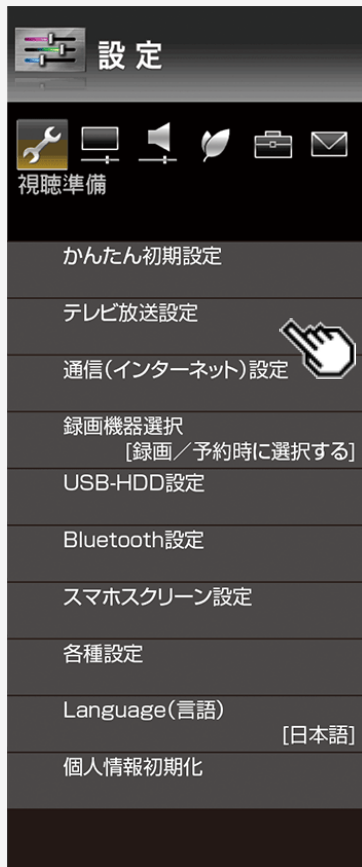 設定
視聴準備
かんたん初期設定
テレビ放送設定
通信(インターネット)設定
録画機器選択
[録画／予約時に選択する]
USB-HDD設定
Bluetooth設定
スマホスクリーン設定
各種設定
Language(言語)
[日本語]
個人情報初期化